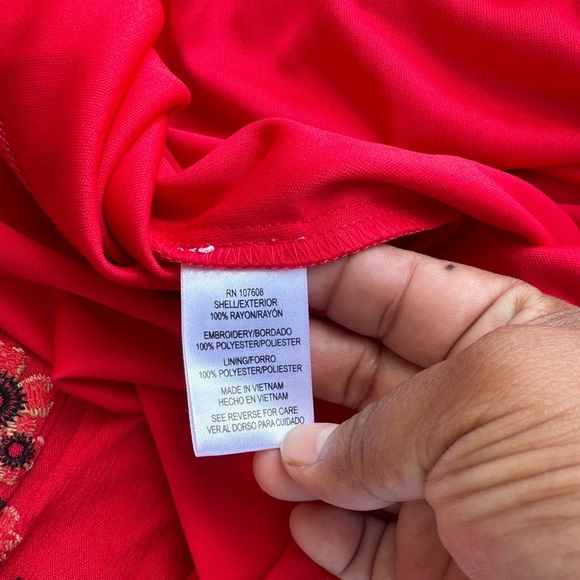 RN 107608
SHELL/EXTERIOR
100% RAYON/RAYÓN
EMBROIDERY/BORDADO
100% POLYESTER/POLIESTER
LINING/FORRO
100% POLYESTER/POLIESTER
MADE IN VIETNAM
HECHO EN VIETNAM
SEE REVERSE FOR CARE
VER AL DORSO PARA CUIDADO